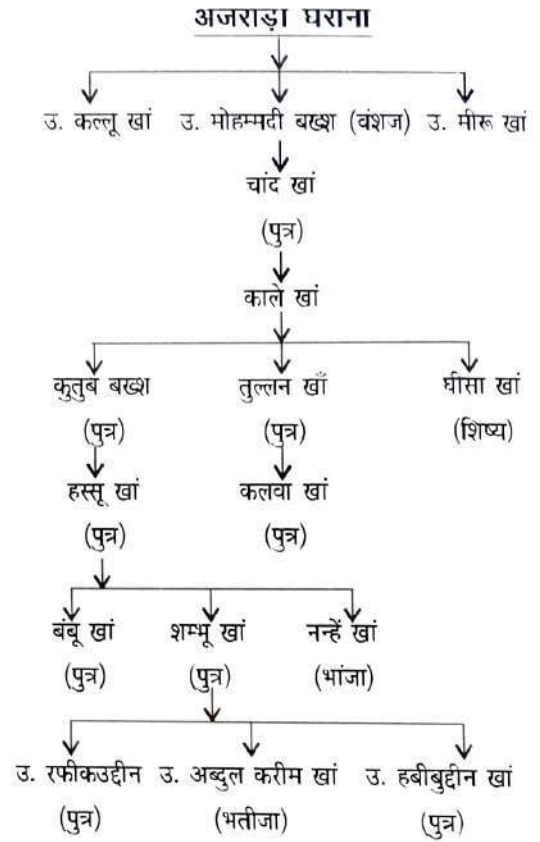 अजराड़ा घराना
उ. कल्लू खां उ. मोहम्मदी बख्श (वंशज) उ. मीरू खां
चांद खां
(पुत्र)
काले खां
कुतुब बख्श तुल्लन खाँ घीसा खां
(पुत्र) (पुत्र) (शिष्य)
हस्सू खां कलवा खां
(पुत्र) (पुत्र)
बंबू खां शम्भू खां नन्हें खां
(पुत्र) (पुत्र) (भांजा)
उ. रफीकउद्दीन उ. अब्दुल करीम खां उ. हबीबुद्दीन खां
(पुत्र) (भतीजा) (पुत्र)